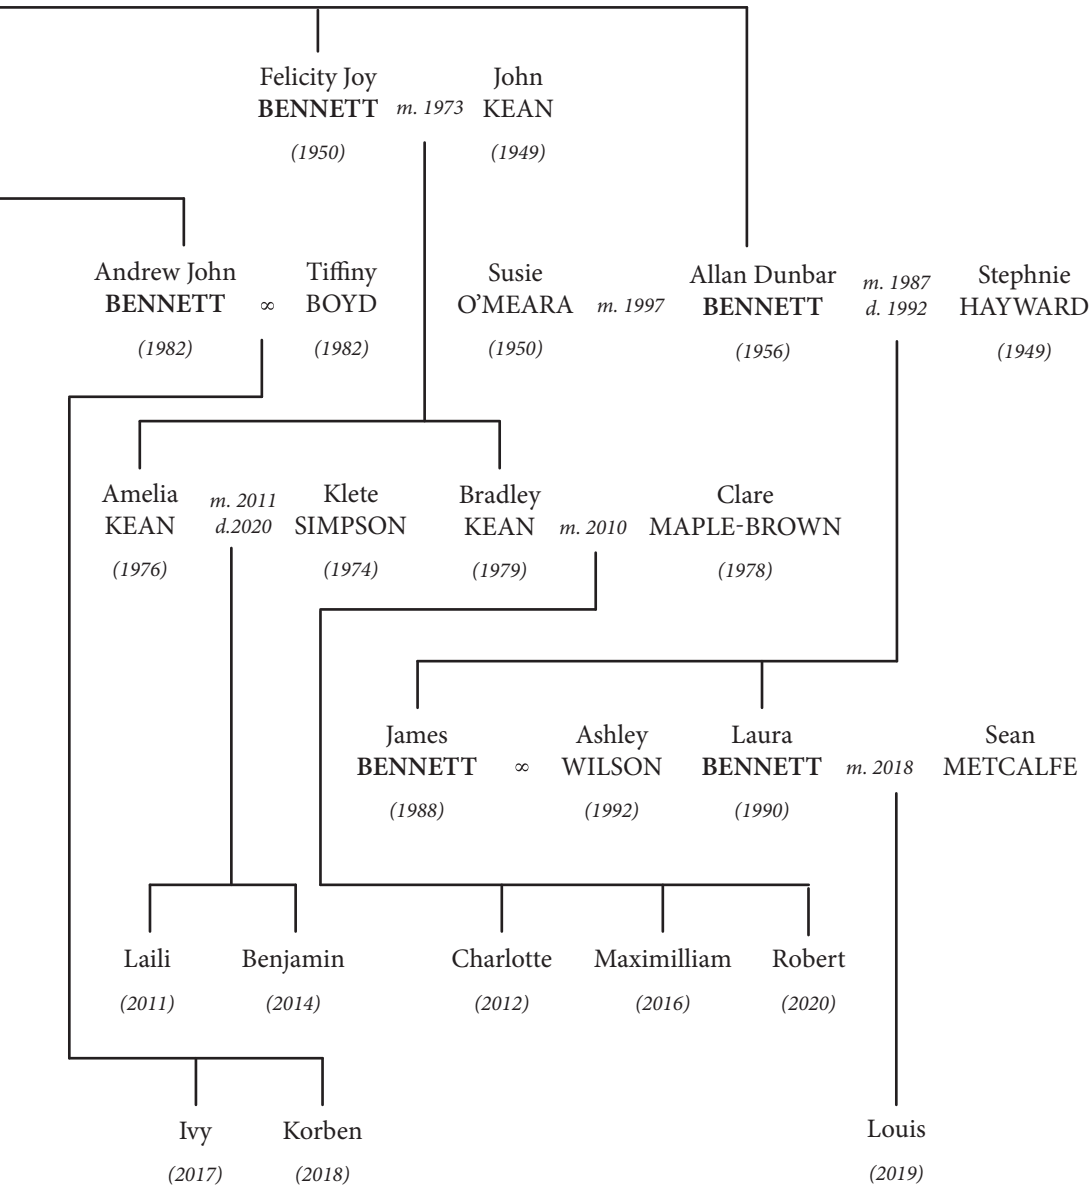 Felicity Joy
BENNETT
m. 1973
John
KEAN
(1950)
(1949)
Andrew John
BENNETT
(1982)
∞
Tiffiny
BOYD
(1982)
Susie
O'MEARA
(1950)
m. 1997
Allan Dunbar
BENNETT
(1956)
m. 1987
d. 1992
Stephnie
HAYWARD
(1949)
Amelia
KEAN
(1976)
m. 2011
d.2020
Klete
SIMPSON
(1974)
Bradley
KEAN
(1979)
m. 2010
Clare
MAPLE-BROWN
(1978)
James
BENNETT
(1988)
∞
Ashley
WILSON
(1992)
Laura
BENNETT
(1990)
m. 2018
Sean
METCALFE
Laili
(2011)
Benjamin
(2014)
Charlotte
(2012)
Maximilliam
(2016)
Robert
(2020)
Ivy
(2017)
Korben
(2018)
Louis
(2019)